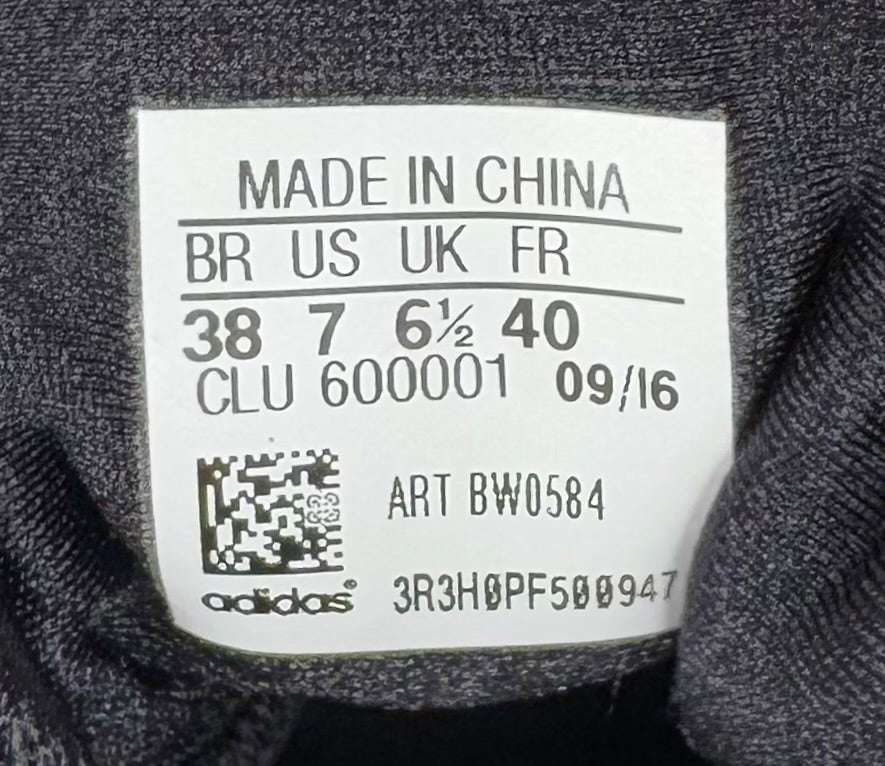 MADE IN CHINA
BR US UK FR
38 7 6½ 40
CLU 600001 09/16
ART BW0584
adidas® 3R3H0PF500947